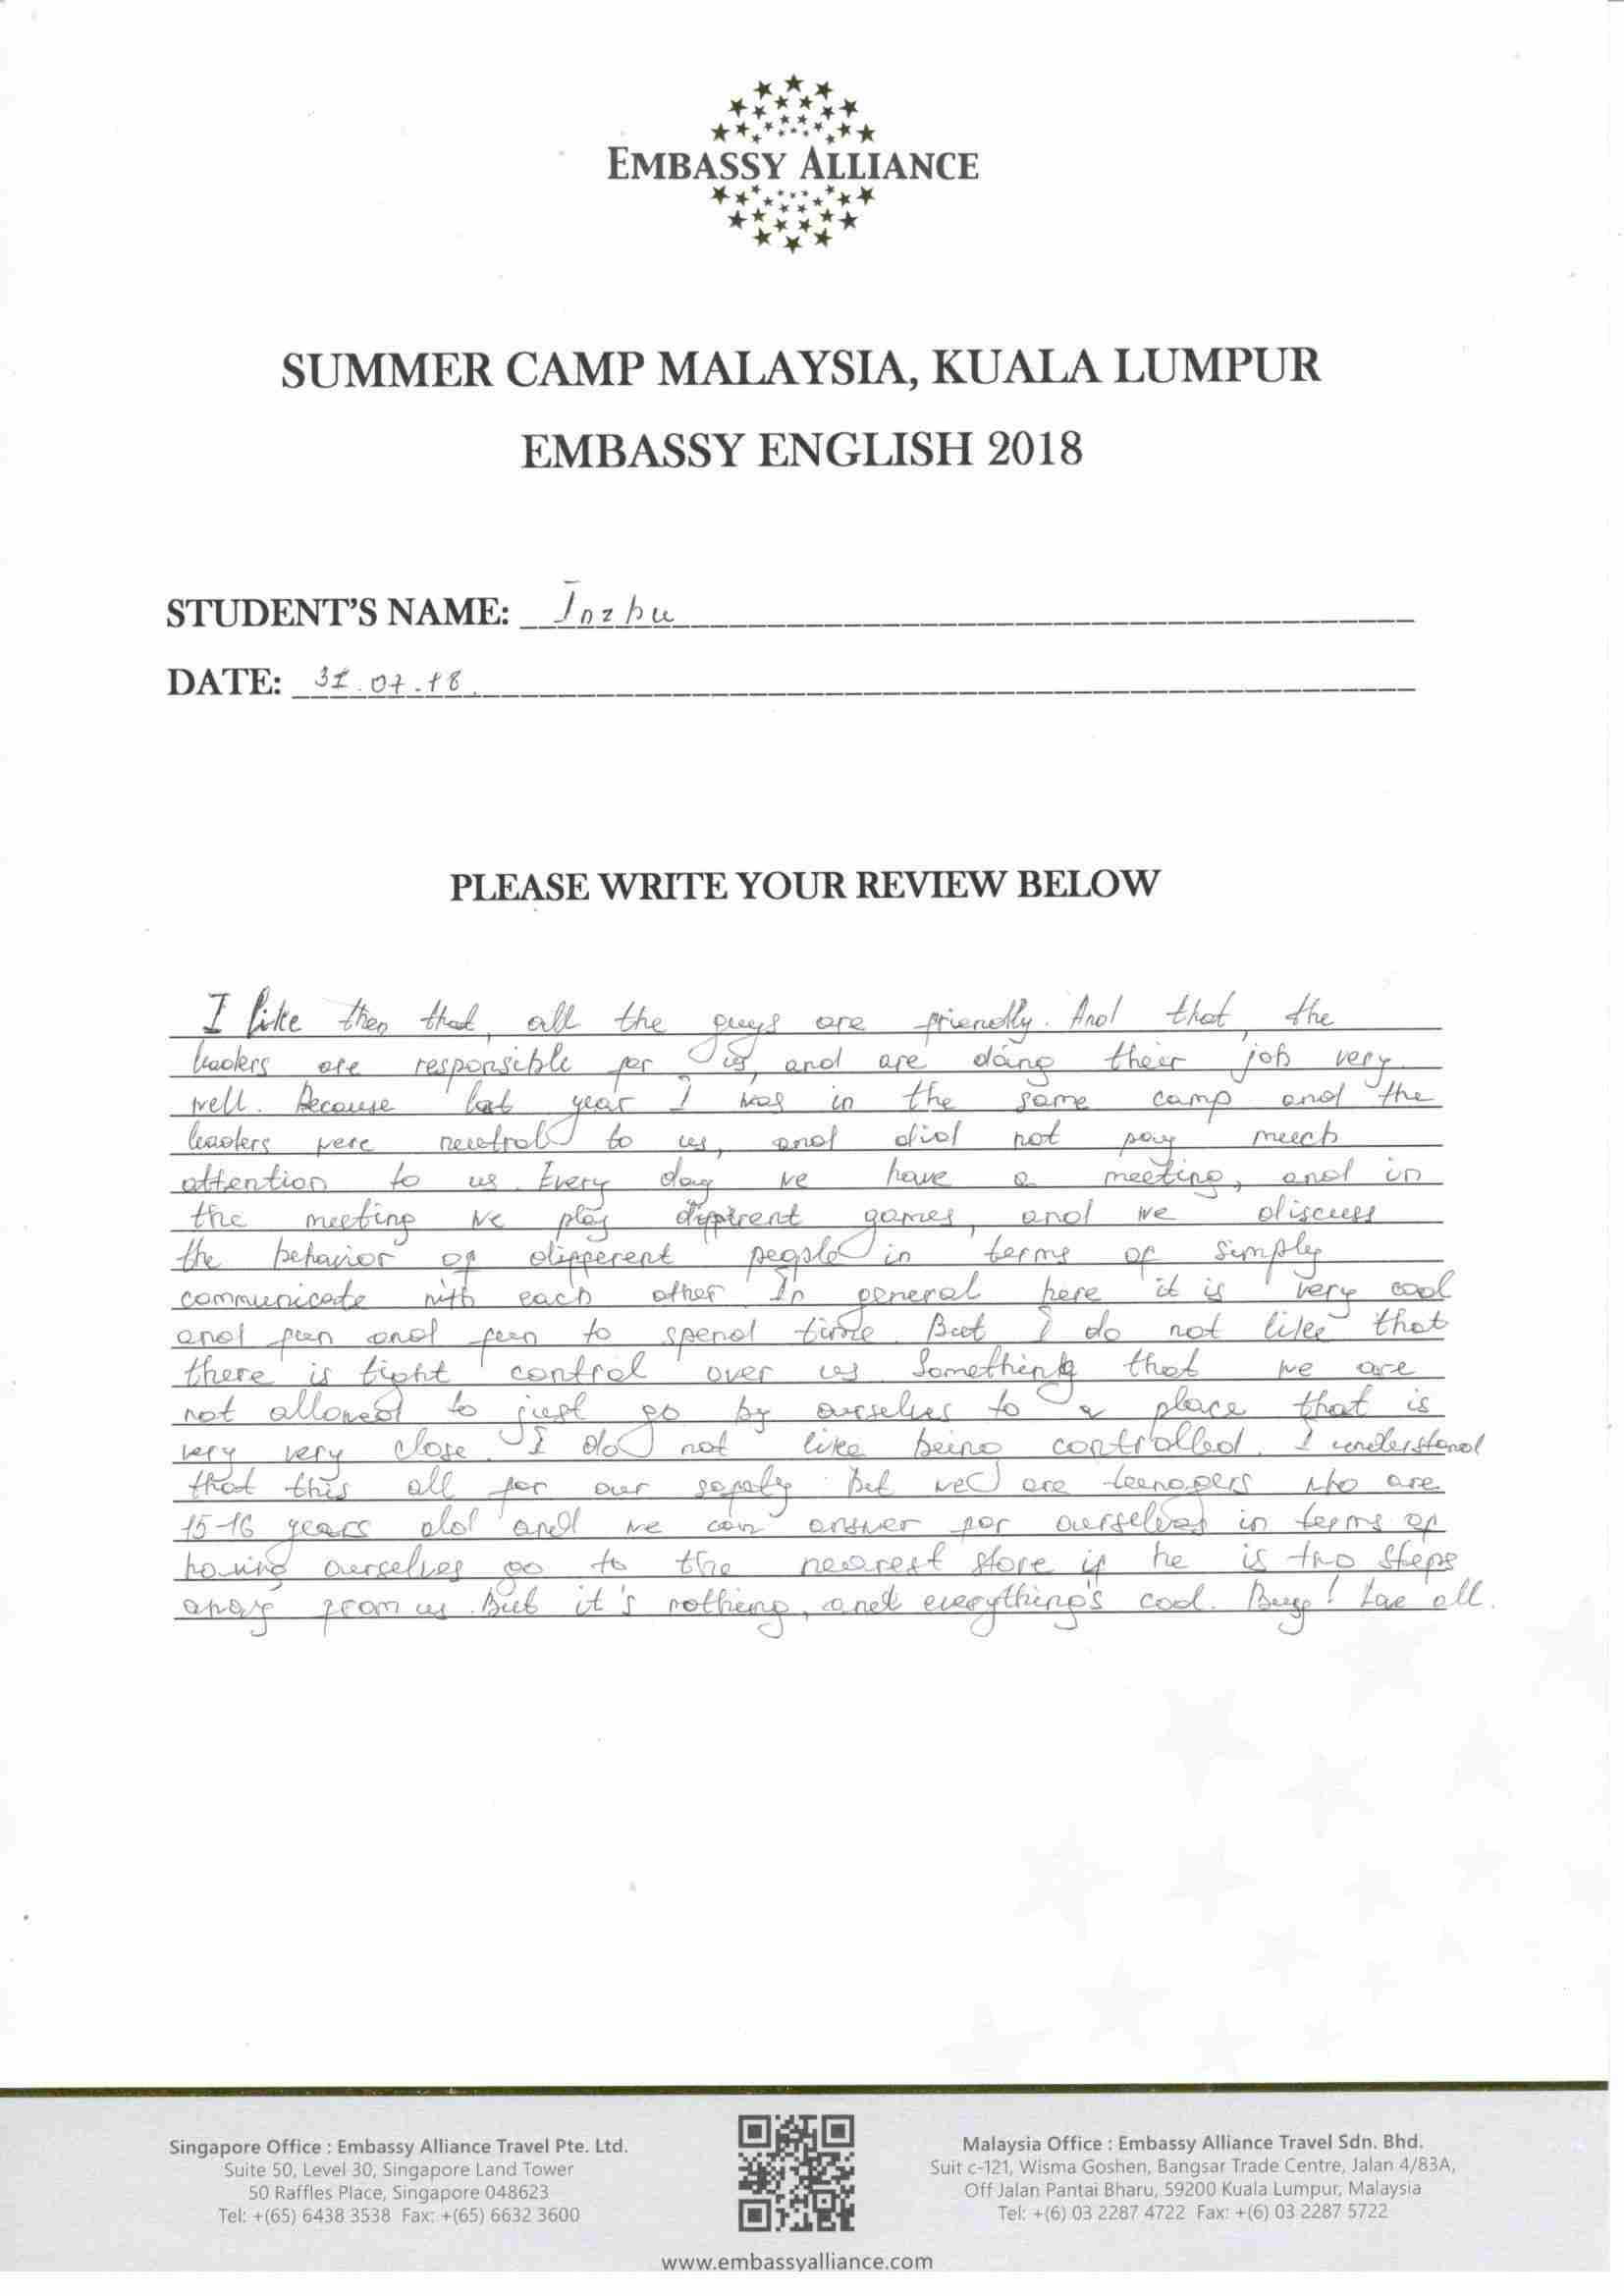 EMBASSY ALLIANCE
SUMMER CAMP MALAYSIA, KUALA LUMPUR
EMBASSY ENGLISH 2018
STUDENT'S NAME: Inzhu
DATE: 31.07.18.
PLEASE WRITE YOUR REVIEW BELOW
I like then that, all the guys are friendly. And that, the
leaders are responsible for us, and are doing their job very
well. Because last year I was in the same camp and the
leaders were neutral to us, and did not pay much
attention to us. Every day we have a meeting, and in
the meeting we play different games, and we discuss
the behavior of different people in terms of simply
communicate with each other. In general here it is very cool
and fun and fun to spend time. But I do not like that
there is tight control over us. Something that we are
not allowed to just go by ourselves to a place that is
very very close. I do not like being controlled. I understand
that this all for our safaty. But we are teenagers who are
15-16 years old and we can answer for ourselves in terms of
having ourselves go to the nearest store if he is two steps
away from us. But it's nothing, and everything's cool. Buyy! Love all.
Singapore Office : Embassy Alliance Travel Pte. Ltd.
Suite 50, Level 30, Singapore Land Tower
50 Raffles Place, Singapore 048623
Tel: +(65) 6438 3538 Fax: +(65) 6632 3600
Malaysia Office : Embassy Alliance Travel Sdn. Bhd.
Suit c-121, Wisma Goshen, Bangsar Trade Centre, Jalan 4/83A,
Off Jalan Pantai Bharu, 59200 Kuala Lumpur, Malaysia
Tel: +(6) 03 2287 4722 Fax: +(6) 03 2287 5722
www.embassyalliance.com